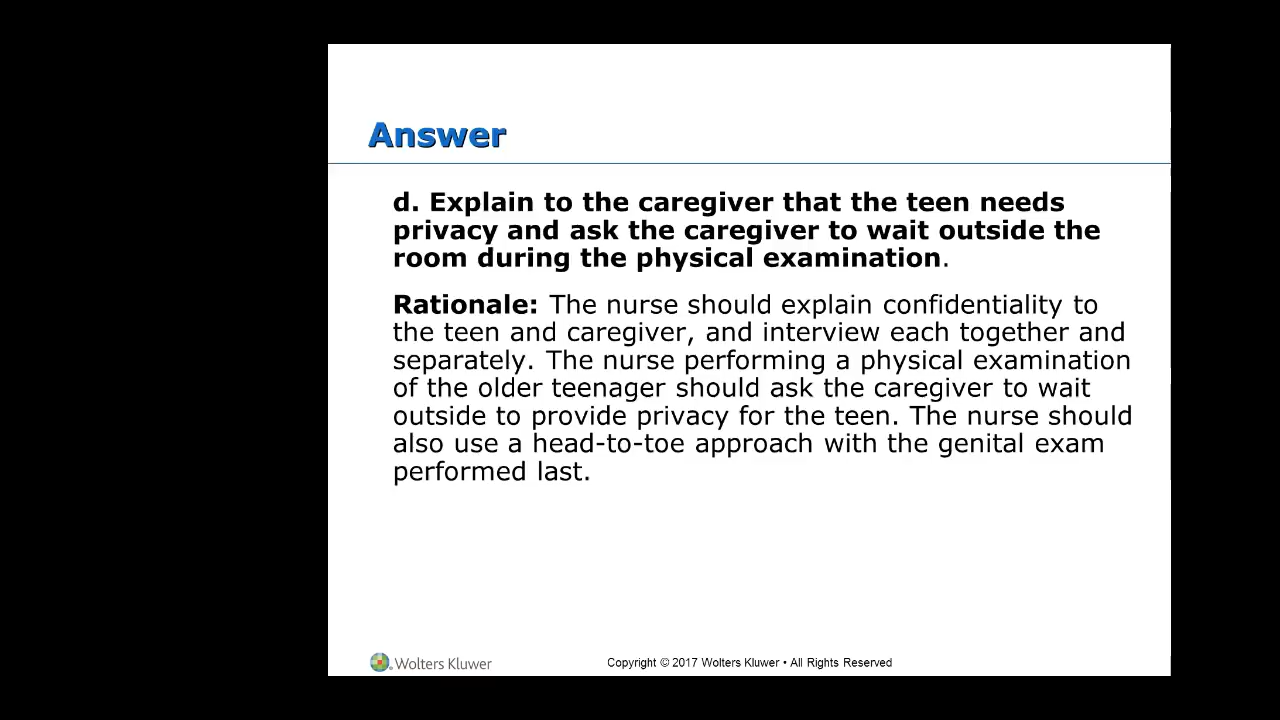 Answer
d. Explain to the caregiver that the teen needs
privacy and ask the caregiver to wait outside the
room during the physical examination.
Rationale: The nurse should explain confidentiality to
the teen and caregiver, and interview each together and
separately. The nurse performing a physical examination
of the older teenager should ask the caregiver to wait
outside to provide privacy for the teen. The nurse should
also use a head-to-toe approach with the genital exam
performed last.
Wolters Kluwer
Copyright © 2017 Wolters Kluwer • All Rights Reserved